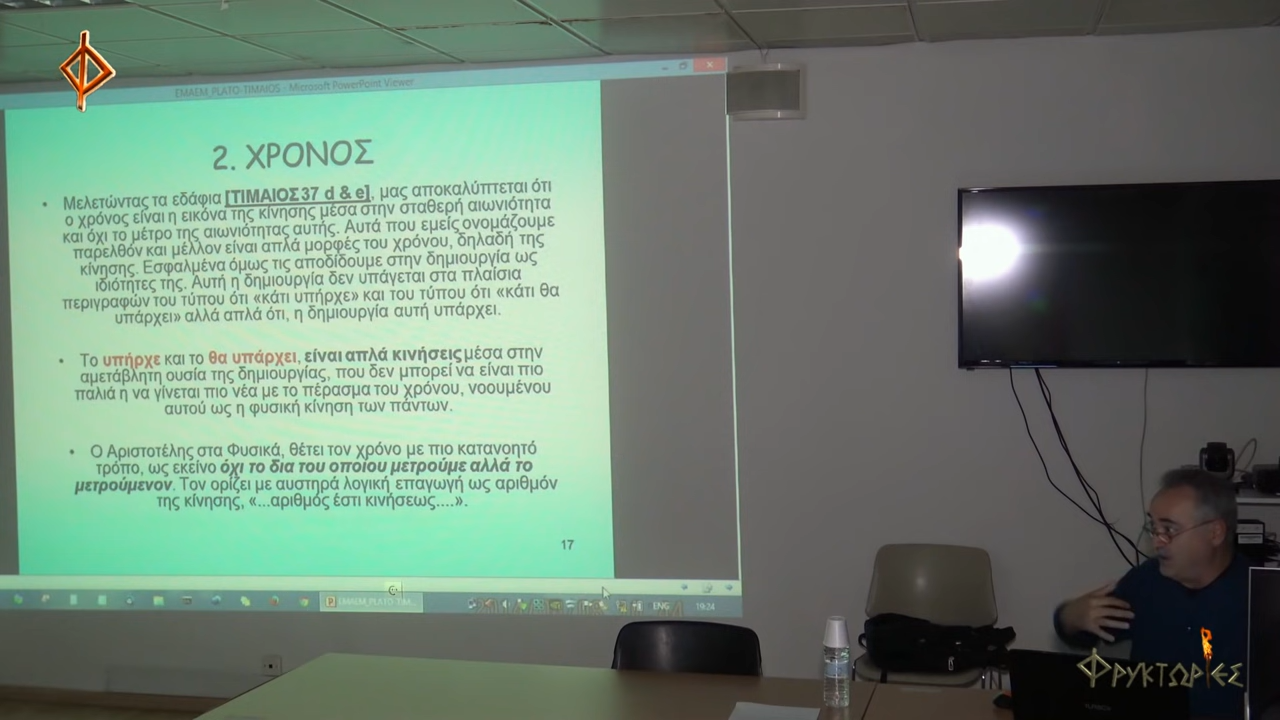 EMAEM_PLATO-TIMAIOS - Microsoft PowerPoint Viewer
2. ΧΡΟΝΟΣ
• Μελετώντας τα εδάφια [ΤΙΜΑΙΟΣ 37 d & e], μας αποκαλύπτεται ότι
ο χρόνος είναι η εικόνα της κίνησης μέσα στην σταθερή αιωνιότητα
και όχι το μέτρο της αιωνιότητας αυτής. Αυτά που εμείς ονομάζουμε
παρελθόν και μέλλον είναι απλά μορφές του χρόνου, δηλαδή της
κίνησης. Εσφαλμένα όμως τις αποδίδουμε στην δημιουργία ως
ιδιότητες της. Αυτή η δημιουργία δεν υπάγεται στα πλαίσια
περιγραφών του τύπου ότι «κάτι υπήρχε» και του τύπου ότι «κάτι θα
υπάρχει» αλλά απλά ότι, η δημιουργία αυτή υπάρχει.
• Το υπήρχε και το θα υπάρχει, είναι απλά κινήσεις μέσα στην
αμετάβλητη ουσία της δημιουργίας, που δεν μπορεί να είναι πιο
παλιά η να γίνεται πιο νέα με το πέρασμα του χρόνου, νοουμένου
αυτού ως η φυσική κίνηση των πάντων.
• Ο Αριστοτέλης στα Φυσικά, θέτει τον χρόνο με πιο κατανοητό
τρόπο, ως εκείνο όχι το δια του οποίου μετρούμε αλλά το
μετρούμενον. Τον ορίζει με αυστηρά λογική επαγωγή ως αριθμόν
της κίνησης, «...αριθμός έστι κινήσεως....».
17
EMAEM_PLATO-TIM...
ENG
19:24
ΦΡΥΚΤΩΡΙΕΣ